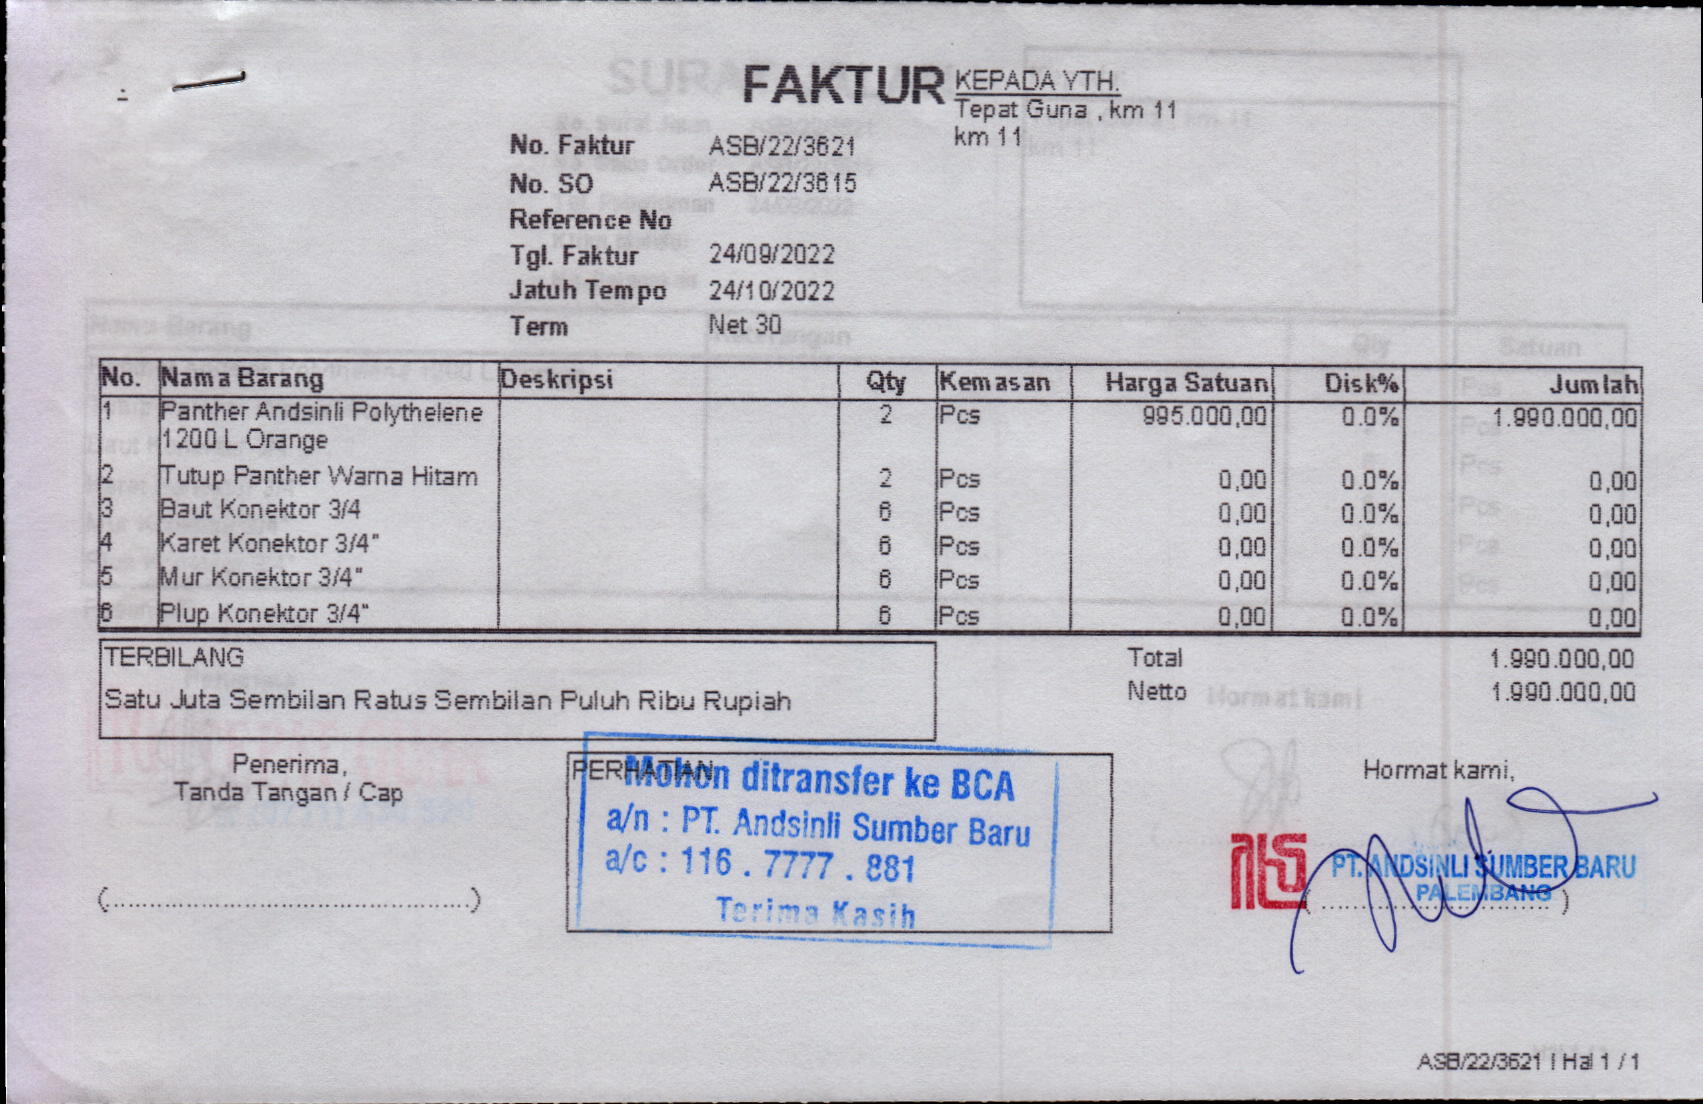 FAKTUR
KEPADA YTH.
Tepat Guna , km 11
km 11
No. Faktur ASB/22/3621
No. SO ASB/22/3615
Reference No
Tgl. Faktur 24/09/2022
Jatuh Tempo 24/10/2022
Term Net 30
No. Nama Barang Deskripsi Qty Kemasan Harga Satuan Disk% Jumlah
1 Panther Andsinli Polythelene 2 Pcs 995.000,00 0.0% 1.990.000,00
1200 L Orange
2 Tutup Panther Warna Hitam 2 Pcs 0,00 0.0% 0,00
3 Baut Konektor 3/4 6 Pcs 0,00 0.0% 0,00
4 Karet Konektor 3/4" 6 Pcs 0,00 0.0% 0,00
5 Mur Konektor 3/4" 6 Pcs 0,00 0.0% 0,00
6 Plup Konektor 3/4" 6 Pcs 0,00 0.0% 0,00
TERBILANG
Satu Juta Sembilan Ratus Sembilan Puluh Ribu Rupiah
Total 1.990.000,00
Netto 1.990.000,00
Penerima,
Tanda Tangan / Cap
(..............................................)
PERHATIAN
Mohon ditransfer ke BCA
a/n : PT. Andsinli Sumber Baru
a/c : 116 . 7777 . 881
Terima Kasih
Hormat kami,
PT. ANDSINLI SUMBER BARU
PALEMBANG
(..............................)
ASB/22/3621 | Hal 1 / 1